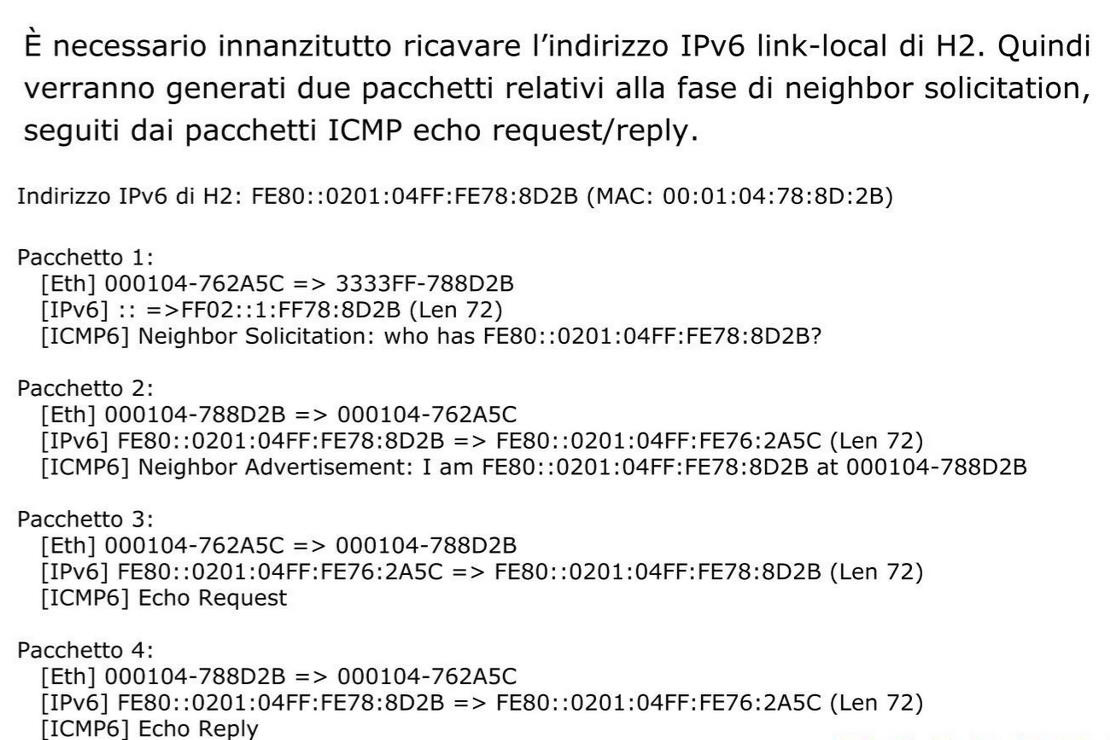 È necessario innanzitutto ricavare l’indirizzo IPv6 link-local di H2. Quindi
verranno generati due pacchetti relativi alla fase di neighbor solicitation,
seguiti dai pacchetti ICMP echo request/reply.
Indirizzo IPv6 di H2: FE80::0201:04FF:FE78:8D2B (MAC: 00:01:04:78:8D:2B)
Pacchetto 1:
[Eth] 000104-762A5C => 3333FF-788D2B
[IPv6] :: =>FF02::1:FF78:8D2B (Len 72)
[ICMP6] Neighbor Solicitation: who has FE80::0201:04FF:FE78:8D2B?
Pacchetto 2:
[Eth] 000104-788D2B => 000104-762A5C
[IPv6] FE80::0201:04FF:FE78:8D2B => FE80::0201:04FF:FE76:2A5C (Len 72)
[ICMP6] Neighbor Advertisement: I am FE80::0201:04FF:FE78:8D2B at 000104-788D2B
Pacchetto 3:
[Eth] 000104-762A5C => 000104-788D2B
[IPv6] FE80::0201:04FF:FE76:2A5C => FE80::0201:04FF:FE78:8D2B (Len 72)
[ICMP6] Echo Request
Pacchetto 4:
[Eth] 000104-788D2B => 000104-762A5C
[IPv6] FE80::0201:04FF:FE78:8D2B => FE80::0201:04FF:FE76:2A5C (Len 72)
[ICMP6] Echo Reply